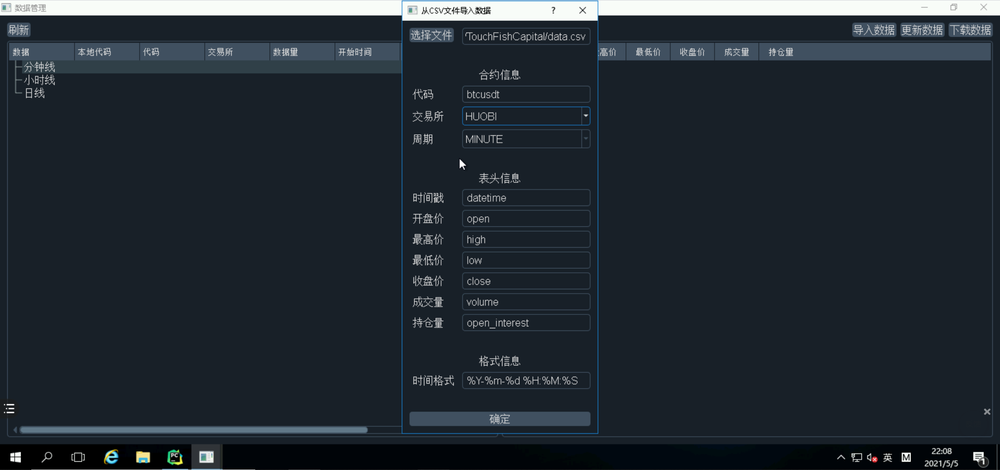 数据管理
从CSV文件导入数据
?
刷新
导入数据 更新数据 下载数据
选择文件 TouchFishCapital/data.csv
数据 本地代码 代码 交易所 数据量 开始时间
高价 最低价 收盘价 成交量 持仓量
分钟线
小时线
日线
合约信息
代码 btcusdt
交易所 HUOBI
周期 MINUTE
表头信息
时间戳 datetime
开盘价 open
最高价 high
最低价 low
收盘价 close
成交量 volume
持仓量 open_interest
格式信息
时间格式 %Y-%m-%d %H:%M:%S
确定
PC
英
M
22:08
2021/5/5
1